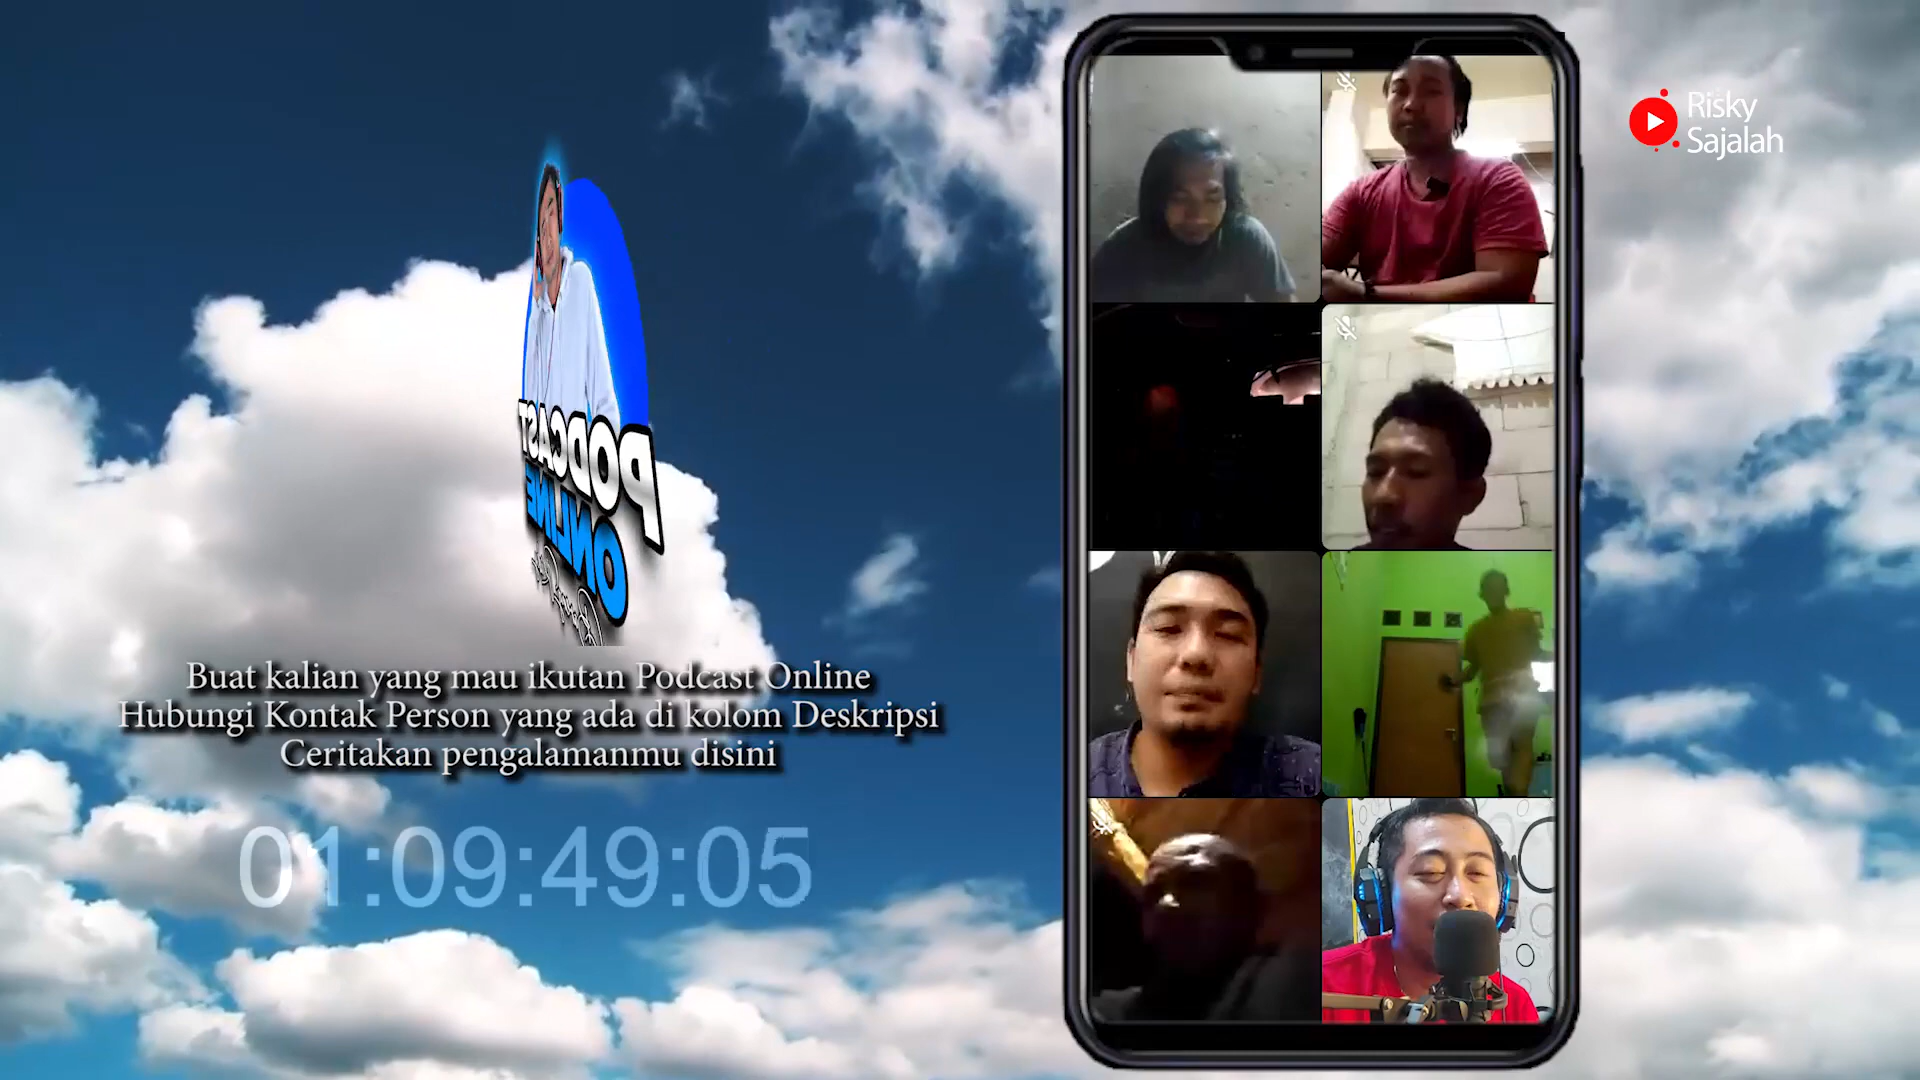 Risky
Sajalah
PODCAST
ONLINE
Buat kalian yang mau ikutan Podcast Online
Hubungi Kontak Person yang ada di kolom Deskripsi
Ceritakan pengalamanmu disini
01:09:49:05